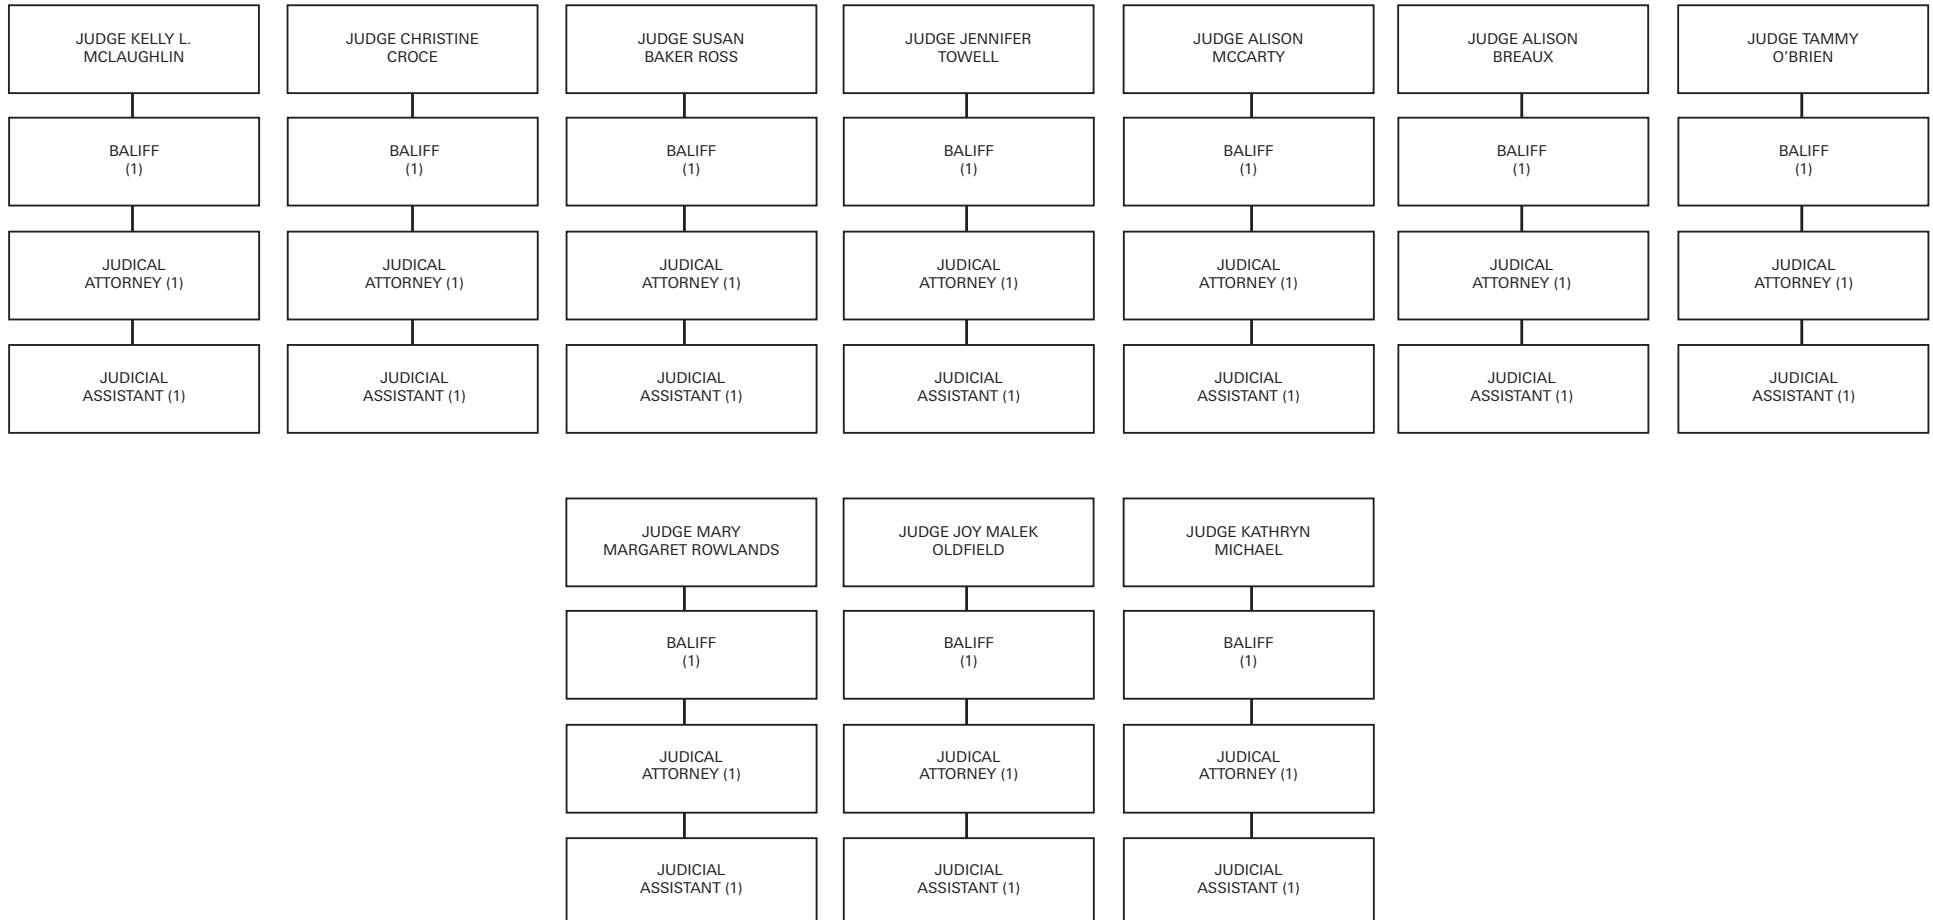 JUDGE KELLY L.
MCLAUGHLIN
JUDGE CHRISTINE
CROCE
JUDGE SUSAN
BAKER ROSS
JUDGE JENNIFER
TOWELL
JUDGE ALISON
MCCARTY
JUDGE ALISON
BREAUX
JUDGE TAMMY
O'BRIEN
BALIFF
(1)
BALIFF
(1)
BALIFF
(1)
BALIFF
(1)
BALIFF
(1)
BALIFF
(1)
BALIFF
(1)
JUDICAL
ATTORNEY (1)
JUDICAL
ATTORNEY (1)
JUDICAL
ATTORNEY (1)
JUDICAL
ATTORNEY (1)
JUDICAL
ATTORNEY (1)
JUDICAL
ATTORNEY (1)
JUDICAL
ATTORNEY (1)
JUDICIAL
ASSISTANT (1)
JUDICIAL
ASSISTANT (1)
JUDICIAL
ASSISTANT (1)
JUDICIAL
ASSISTANT (1)
JUDICIAL
ASSISTANT (1)
JUDICIAL
ASSISTANT (1)
JUDICIAL
ASSISTANT (1)
JUDGE MARY
MARGARET ROWLANDS
JUDGE JOY MALEK
OLDFIELD
JUDGE KATHRYN
MICHAEL
BALIFF
(1)
BALIFF
(1)
BALIFF
(1)
JUDICAL
ATTORNEY (1)
JUDICAL
ATTORNEY (1)
JUDICAL
ATTORNEY (1)
JUDICIAL
ASSISTANT (1)
JUDICIAL
ASSISTANT (1)
JUDICIAL
ASSISTANT (1)